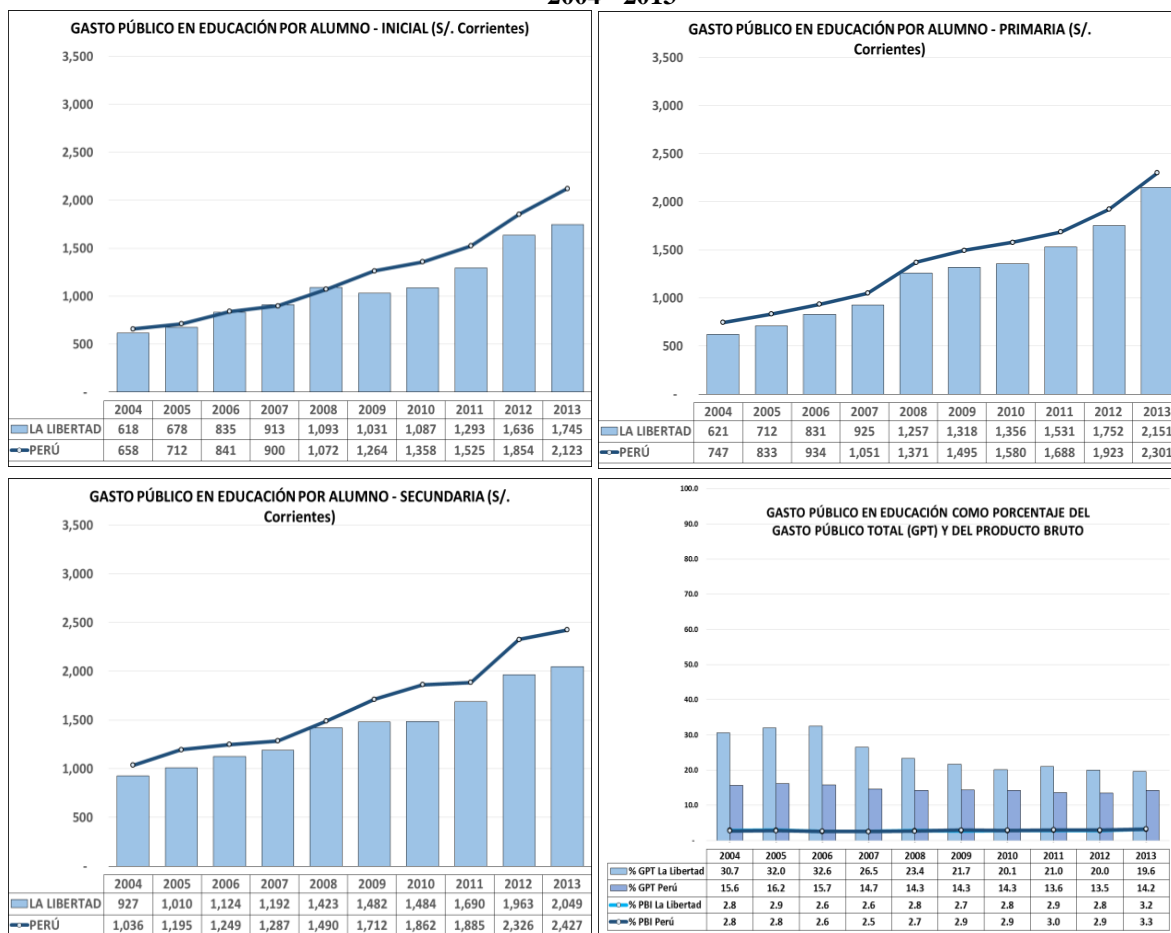 2004 - 2013
GASTO PÚBLICO EN EDUCACIÓN POR ALUMNO - INICIAL (S/. Corrientes)
3,500
3,000
2,500
2,000
1,500
1,000
500
-
2004 2005 2006 2007 2008 2009 2010 2011 2012 2013
LA LIBERTAD 618 678 835 913 1,093 1,031 1,087 1,293 1,636 1,745
PERÚ 658 712 841 900 1,072 1,264 1,358 1,525 1,854 2,123
GASTO PÚBLICO EN EDUCACIÓN POR ALUMNO - PRIMARIA (S/.
Corrientes)
3,500
3,000
2,500
2,000
1,500
1,000
500
-
2004 2005 2006 2007 2008 2009 2010 2011 2012 2013
LA LIBERTAD 621 712 831 925 1,257 1,318 1,356 1,531 1,752 2,151
PERÚ 747 833 934 1,051 1,371 1,495 1,580 1,688 1,923 2,301
GASTO PÚBLICO EN EDUCACIÓN POR ALUMNO - SECUNDARIA (S/.
Corrientes)
3,500
3,000
2,500
2,000
1,500
1,000
500
-
2004 2005 2006 2007 2008 2009 2010 2011 2012 2013
LA LIBERTAD 927 1,010 1,124 1,192 1,423 1,482 1,484 1,690 1,963 2,049
PERÚ 1,036 1,195 1,249 1,287 1,490 1,712 1,862 1,885 2,326 2,427
GASTO PÚBLICO EN EDUCACIÓN COMO PORCENTAJE DEL
GASTO PÚBLICO TOTAL (GPT) Y DEL PRODUCTO BRUTO
100.0
90.0
80.0
70.0
60.0
50.0
40.0
30.0
20.0
10.0
-
2004 2005 2006 2007 2008 2009 2010 2011 2012 2013
% GPT La Libertad 30.7 32.0 32.6 26.5 23.4 21.7 20.1 21.0 20.0 19.6
% GPT Perú 15.6 16.2 15.7 14.7 14.3 14.3 14.3 13.6 13.5 14.2
% PBI La Libertad 2.8 2.9 2.6 2.6 2.8 2.7 2.8 2.9 2.8 3.2
% PBI Perú 2.8 2.8 2.6 2.5 2.7 2.9 2.9 3.0 2.9 3.3